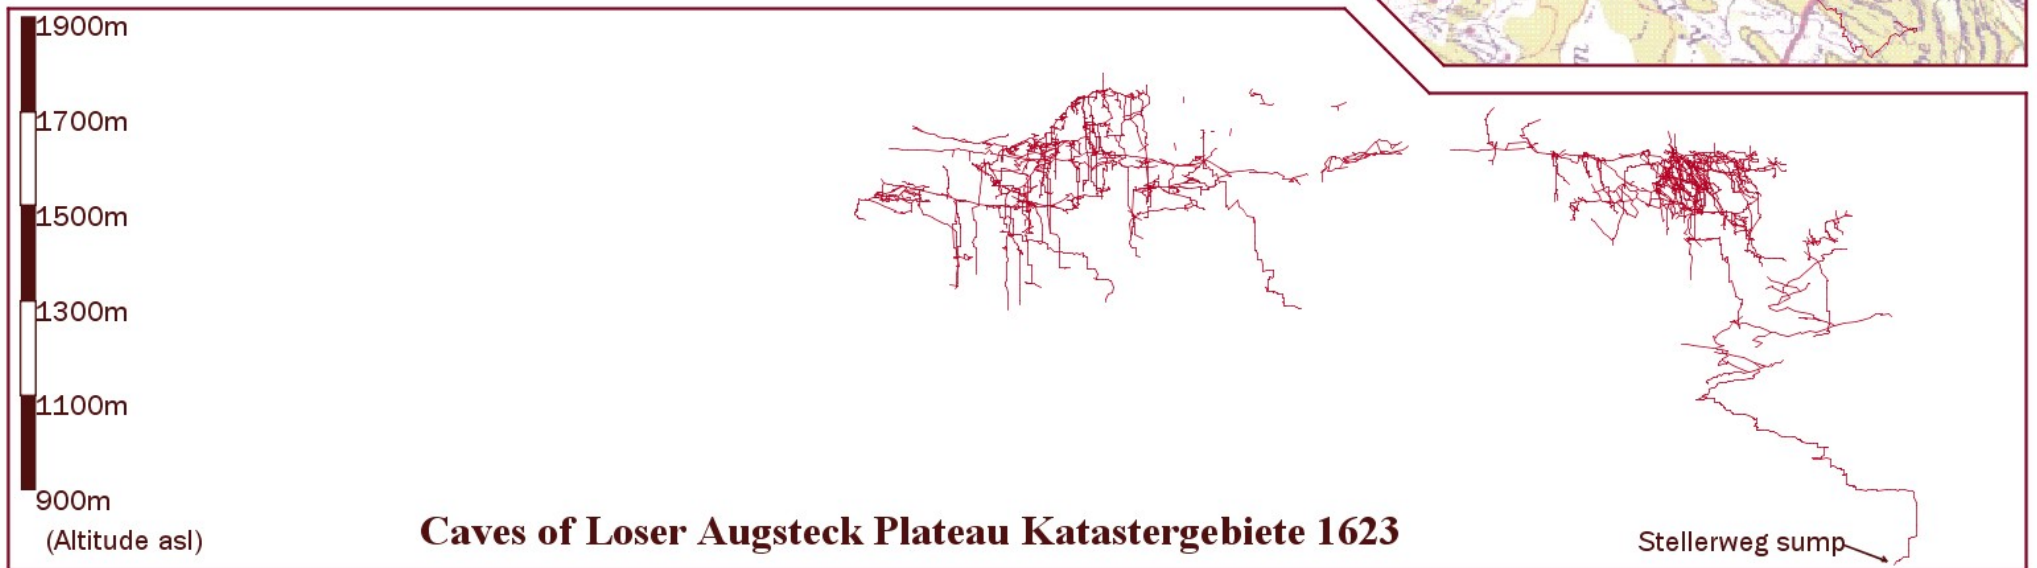 1900m
1700m
1500m
1300m
1100m
900m
(Altitude asl)
Caves of Loser Augsteck Plateau Katastergebiete 1623
Stellerweg sump